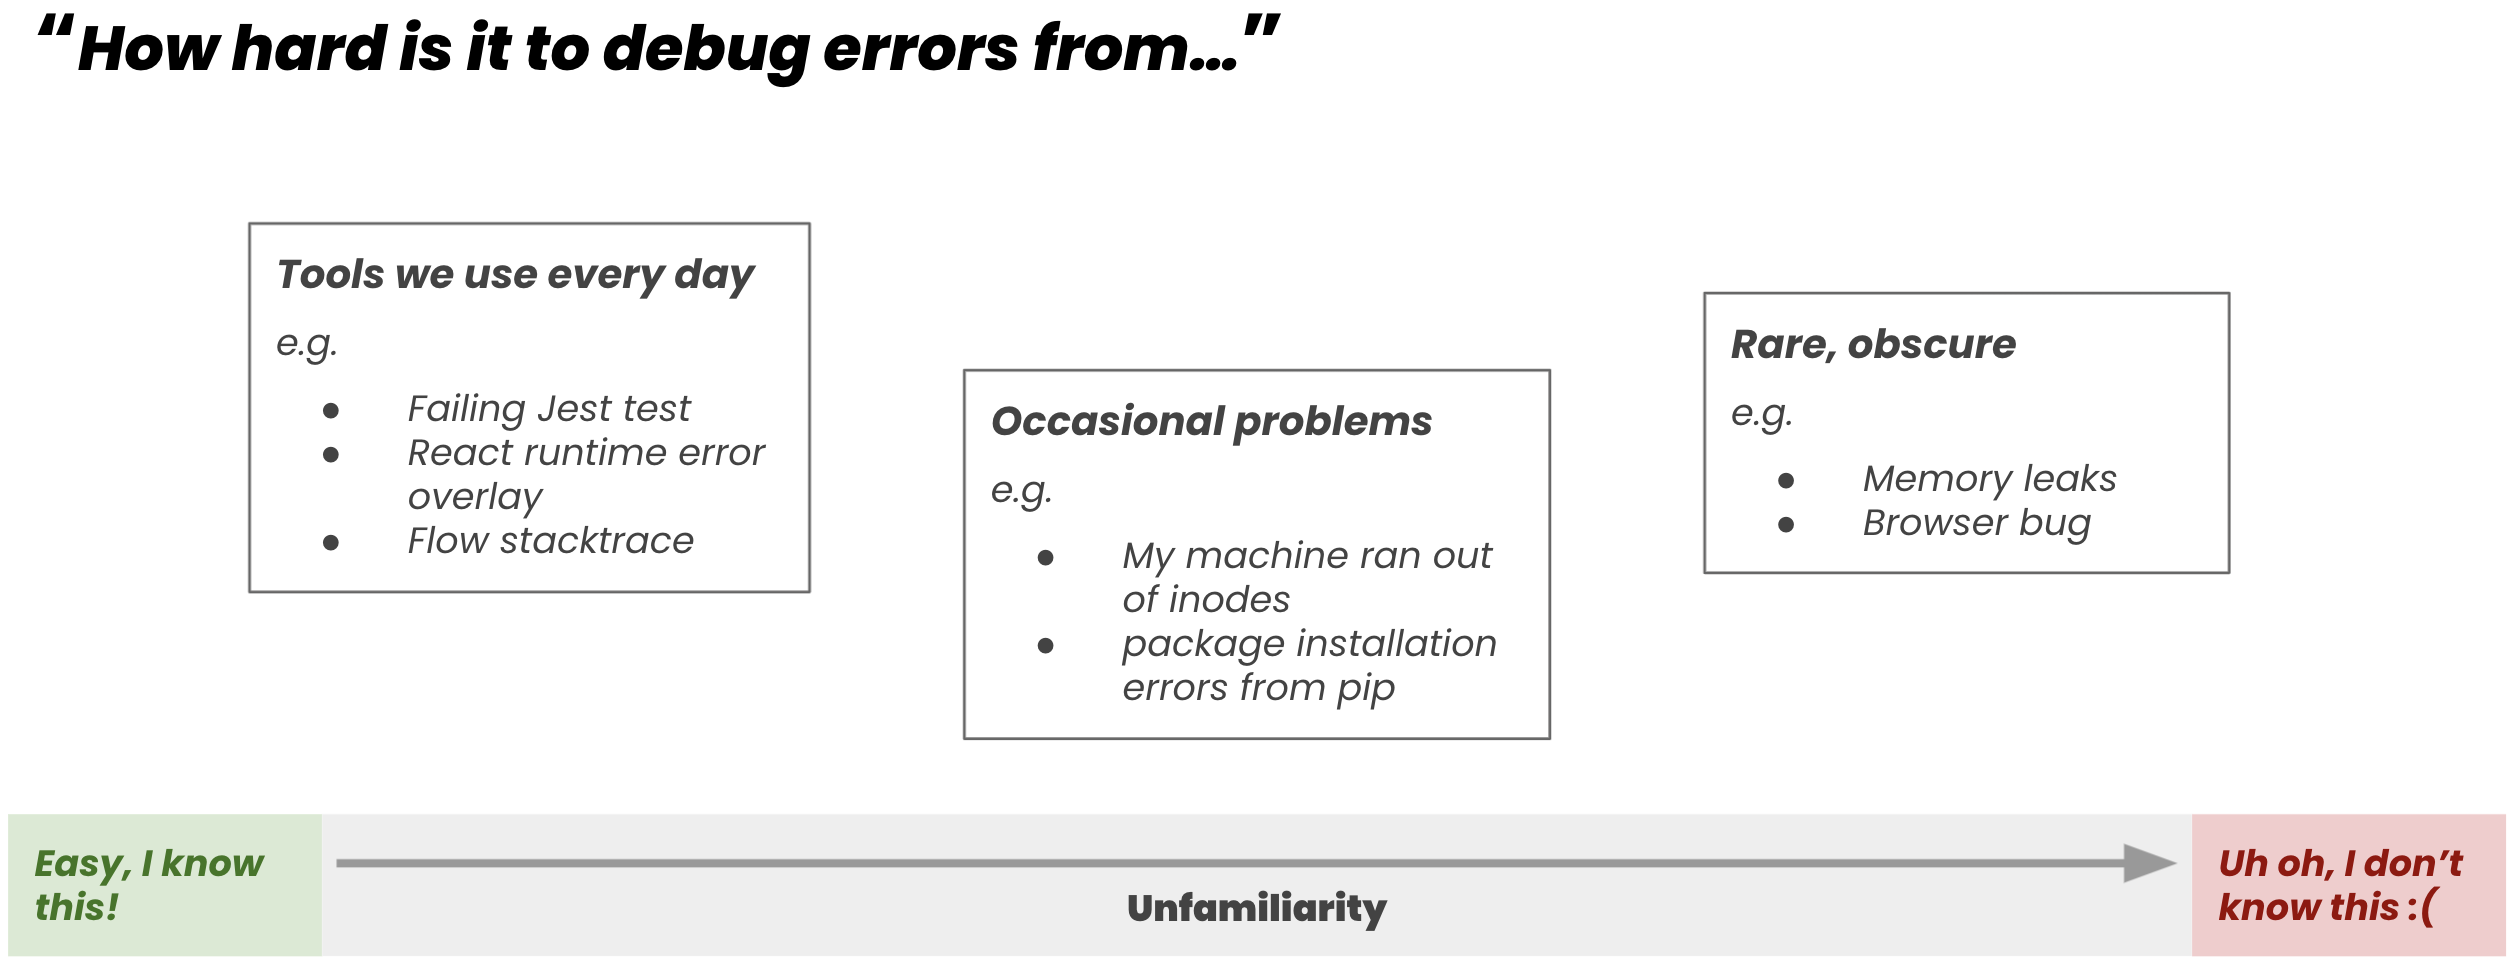 “How hard is it to debug errors from...”
Tools we use every day
e.g.
● Failing Jest test
● React runtime error
overlay
● Flow stacktrace
Occasional problems
e.g.
● My machine ran out
of inodes
● package installation
errors from pip
Rare, obscure
e.g.
● Memory leaks
● Browser bug
Easy, I know
this!
Unfamiliarity
Uh oh, I don’t
know this :(